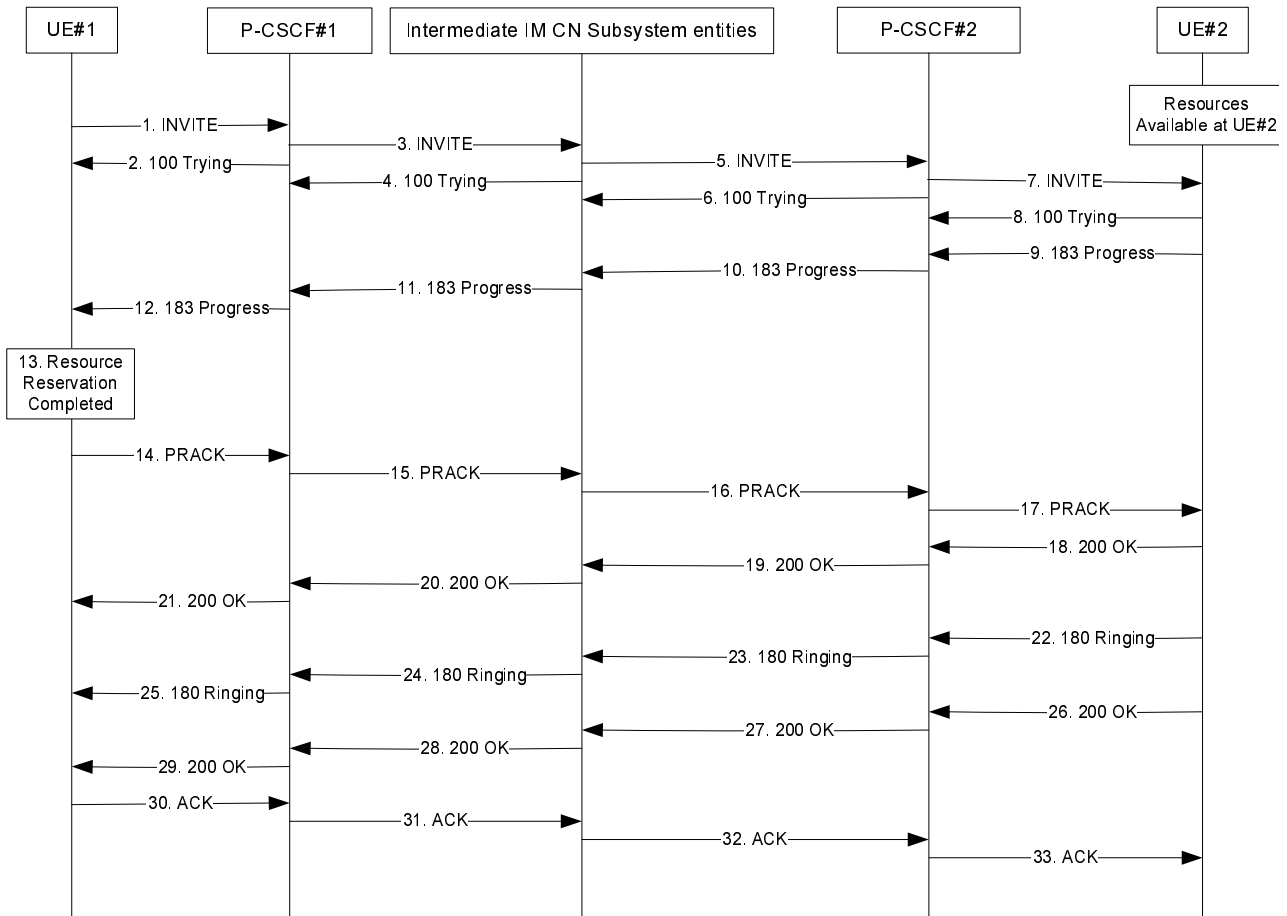 UE#1
P-CSCF#1
Intermediate IM CN Subsystem entities
P-CSCF#2
UE#2
Resources
Available at UE#2
1. INVITE
3. INVITE
2. 100 Trying
5. INVITE
4. 100 Trying
7. INVITE
6. 100 Trying
8. 100 Trying
9. 183 Progress
10. 183 Progress
11. 183 Progress
12. 183 Progress
13. Resource
Reservation
Completed
14. PRACK
15. PRACK
16. PRACK
17. PRACK
18. 200 OK
19. 200 OK
20. 200 OK
21. 200 OK
22. 180 Ringing
23. 180 Ringing
24. 180 Ringing
25. 180 Ringing
26. 200 OK
27. 200 OK
28. 200 OK
29. 200 OK
30. ACK
31. ACK
32. ACK
33. ACK